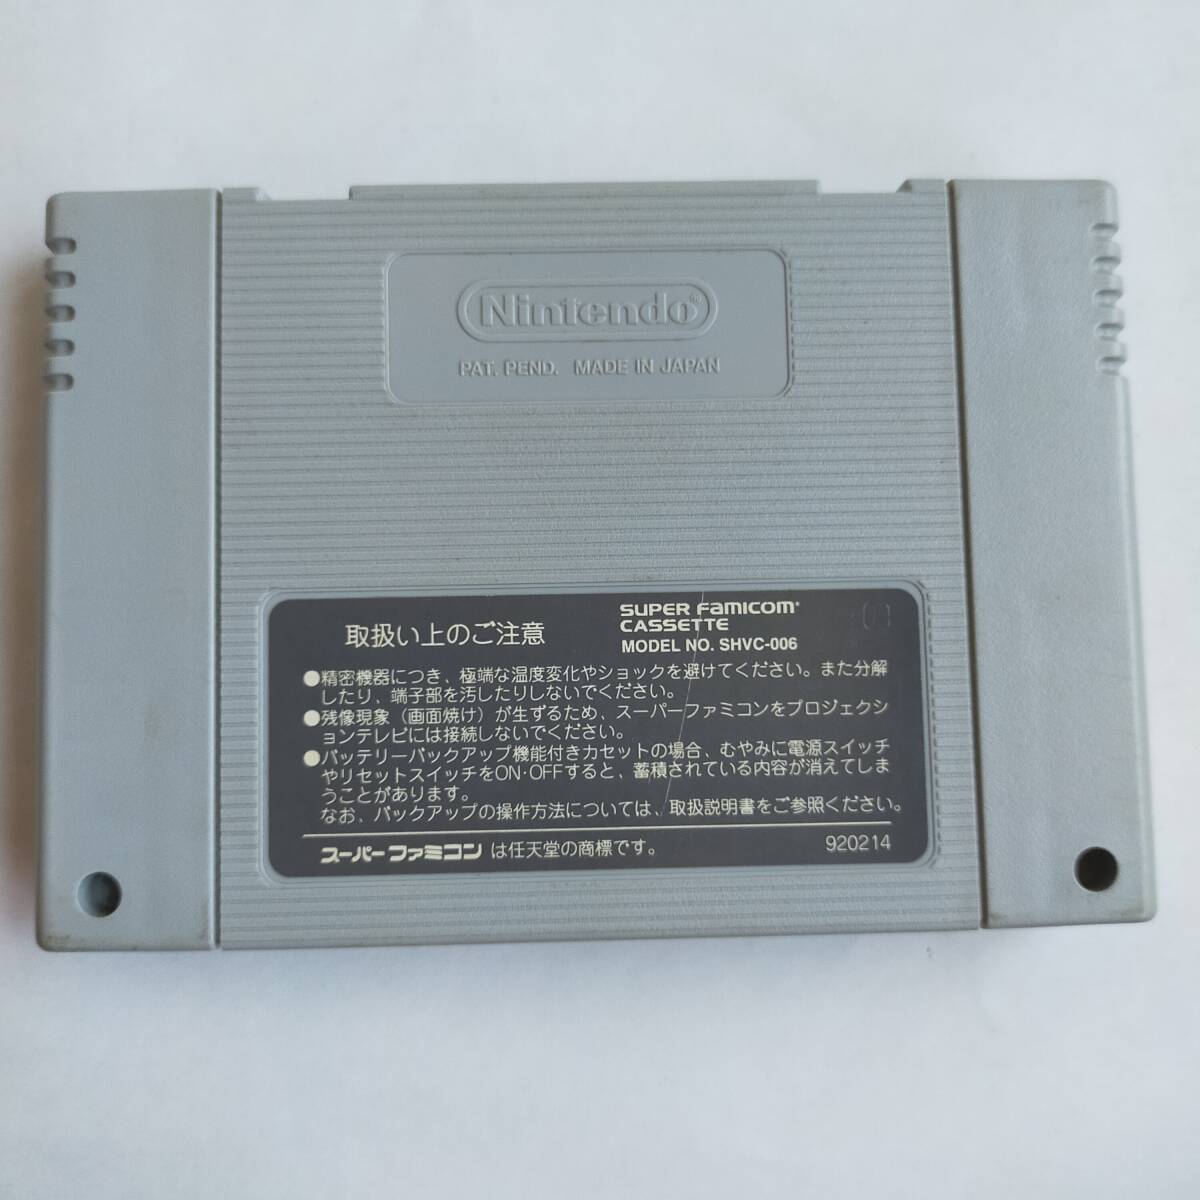 Nintendo®
PAT. PEND. MADE IN JAPAN
取扱い上のご注意
SUPER FAMICOM®
CASSETTE
MODEL NO. SHVC-006
●精密機器につき、極端な温度変化やショックを避けてください。また分解
したり、端子部を汚したりしないでください。
●残像現象（画面焼け）が生ずるため、スーパーファミコンをプロジェクシ
ョンテレビには接続しないでください。
●バッテリーバックアップ機能付きカセットの場合、むやみに電源スイッチ
やリセットスイッチをON・OFFすると、蓄積されている内容が消えてしま
うことがあります。
なお、バックアップの操作方法については、取扱説明書をご参照ください。
スーパーファミコンは任天堂の商標です。
920214